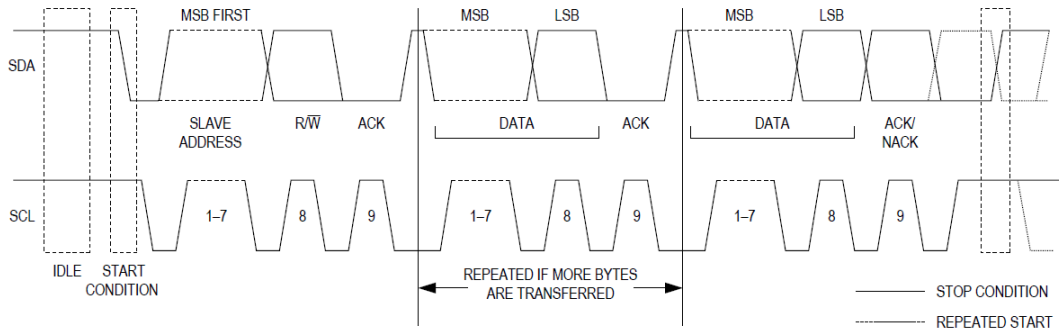 MSB FIRST
MSB
LSB
MSB
LSB
SDA
SLAVE
ADDRESS
R/W̅
ACK
DATA
ACK
DATA
ACK/
NACK
SCL
1–7
8
9
1–7
8
9
1–7
8
9
IDLE
START
CONDITION
REPEATED IF MORE BYTES
ARE TRANSFERRED
STOP CONDITION
REPEATED START